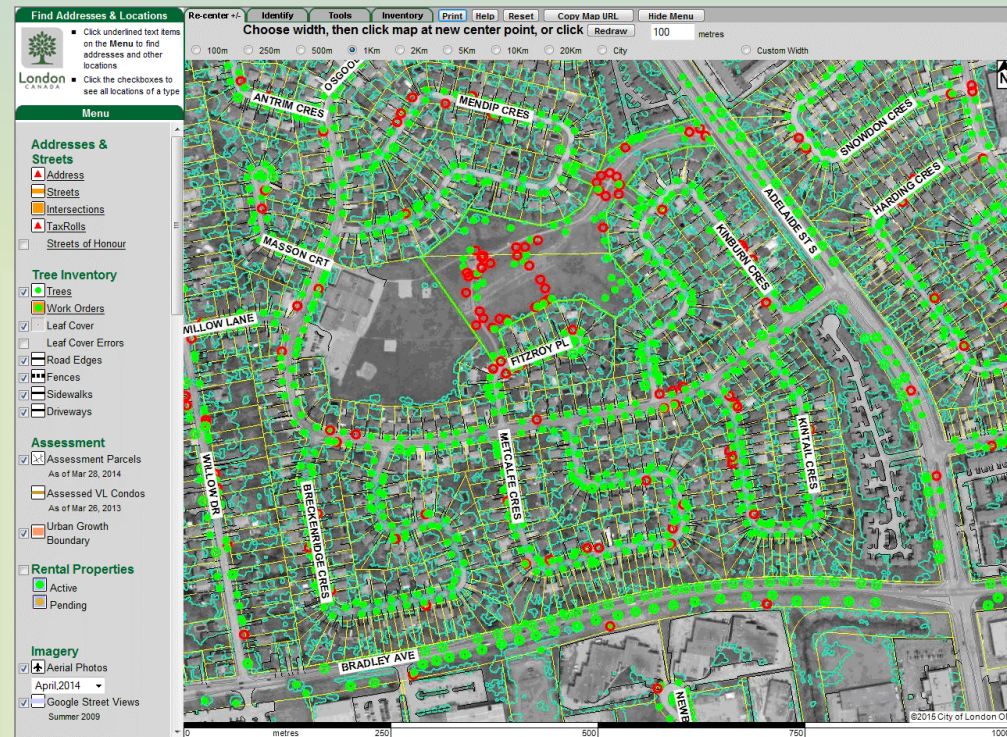 Find Addresses & Locations
Click underlined text items
on the Menu to find
addresses and other
locations
Click the checkboxes to
see all locations of a type
London
CANADA
Menu
Addresses &
Streets
Address
Streets
Intersections
TaxRolls
Streets of Honour
Tree Inventory
Trees
Work Orders
Leaf Cover
Leaf Cover Errors
Road Edges
Fences
Sidewalks
Driveways
Assessment
Assessment Parcels
As of Mar 28, 2014
Assessed VL Condos
As of Mar 26, 2013
Urban Growth
Boundary
Rental Properties
Active
Pending
Imagery
Aerial Photos
April,2014
Google Street Views
Summer 2009
Re-center +/- Identify Tools Inventory Print Help Reset Copy Map URL Hide Menu
Choose width, then click map at new center point, or click Redraw 100 metres
100m 250m 500m 1Km 2Km 5Km 10Km 20Km City Custom Width
N
OSGOO
ANTRIM CRES
MENDIP CRES
SNOWDON CRES
HARDING CRES
ADELAIDE ST S
KINBURN CRES
MASSON CRT
WILLOW LANE
FITZROY PL
WILLOW DR
BRECKENRIDGE CRES
METCALFE CRES
KINTAIL CRES
BRADLEY AVE
NEWB
©2015 City of London O
0 metres 250 500 750 100